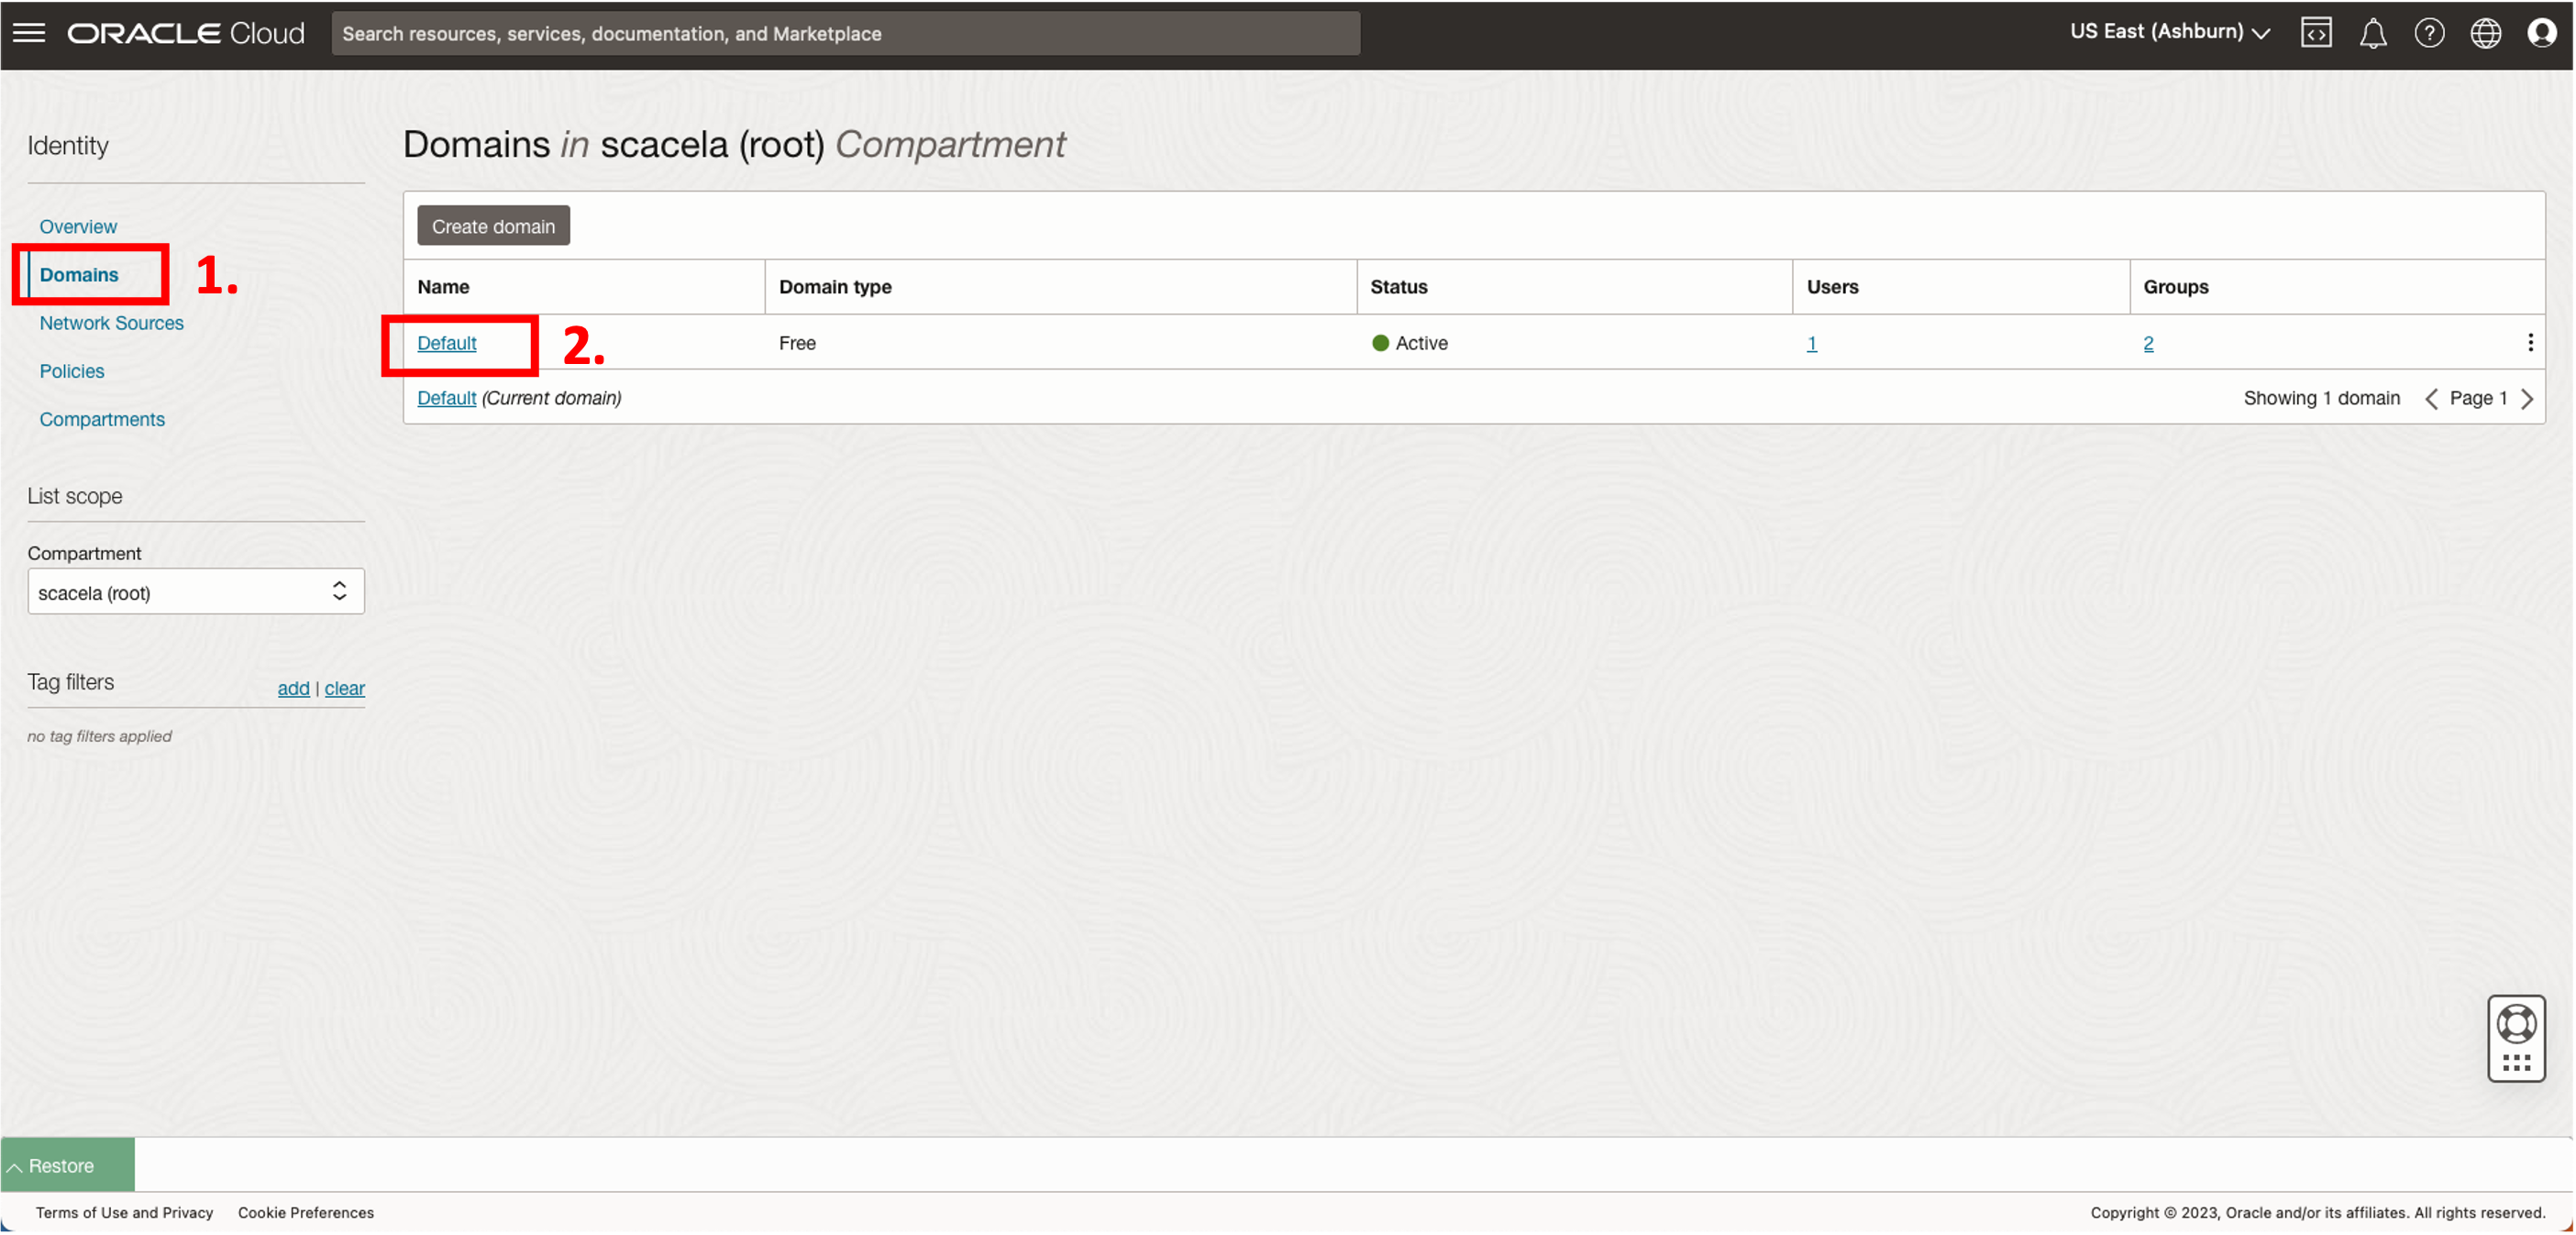 ORACLE Cloud
Search resources, services, documentation, and Marketplace
US East (Ashburn)
Identity
Overview
Domains
1.
Network Sources
Policies
Compartments
List scope
Compartment
scacela (root)
Tag filters
add | clear
no tag filters applied
Domains in scacela (root) Compartment
Create domain
Name Domain type Status Users Groups
Default 2. Free Active 1 2
Default (Current domain) Showing 1 domain Page 1
Restore
Terms of Use and Privacy Cookie Preferences
Copyright © 2023, Oracle and/or its affiliates. All rights reserved.